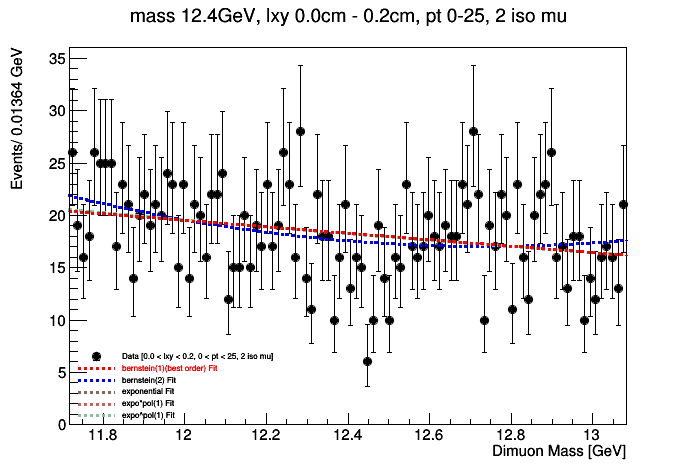 mass 12.4GeV, lxy 0.0cm - 0.2cm, pt 0-25, 2 iso mu
Events/ 0.01364 GeV
35
30
25
20
15
10
5
0
Data [0.0 < lxy < 0.2, 0 < pt < 25, 2 iso mu]
bernstein(1)(best order) Fit
bernstein(2) Fit
exponential Fit
expo*pol(1) Fit
expo^pol(1) Fit
11.8 12 12.2 12.4 12.6 12.8 13
Dimuon Mass [GeV]